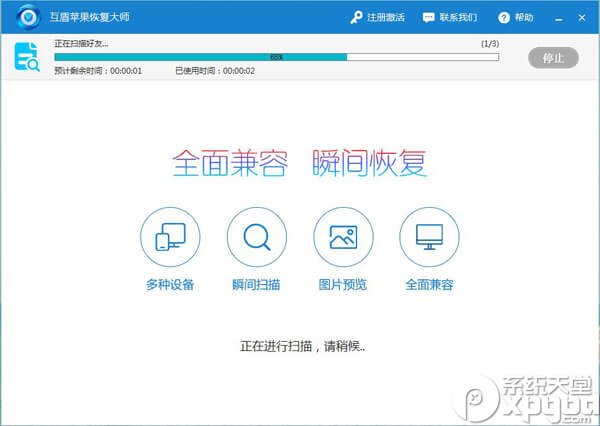 互盾苹果恢复大师 注册激活 联系我们 帮助
正在扫描好友... (1/3)
66%
预计剩余时间：00:00:01 已使用时间：00:00:02 停止
全面兼容 瞬间恢复
多种设备 瞬间扫描 图片预览 全面兼容
正在进行扫描，请稍候..
系统天堂